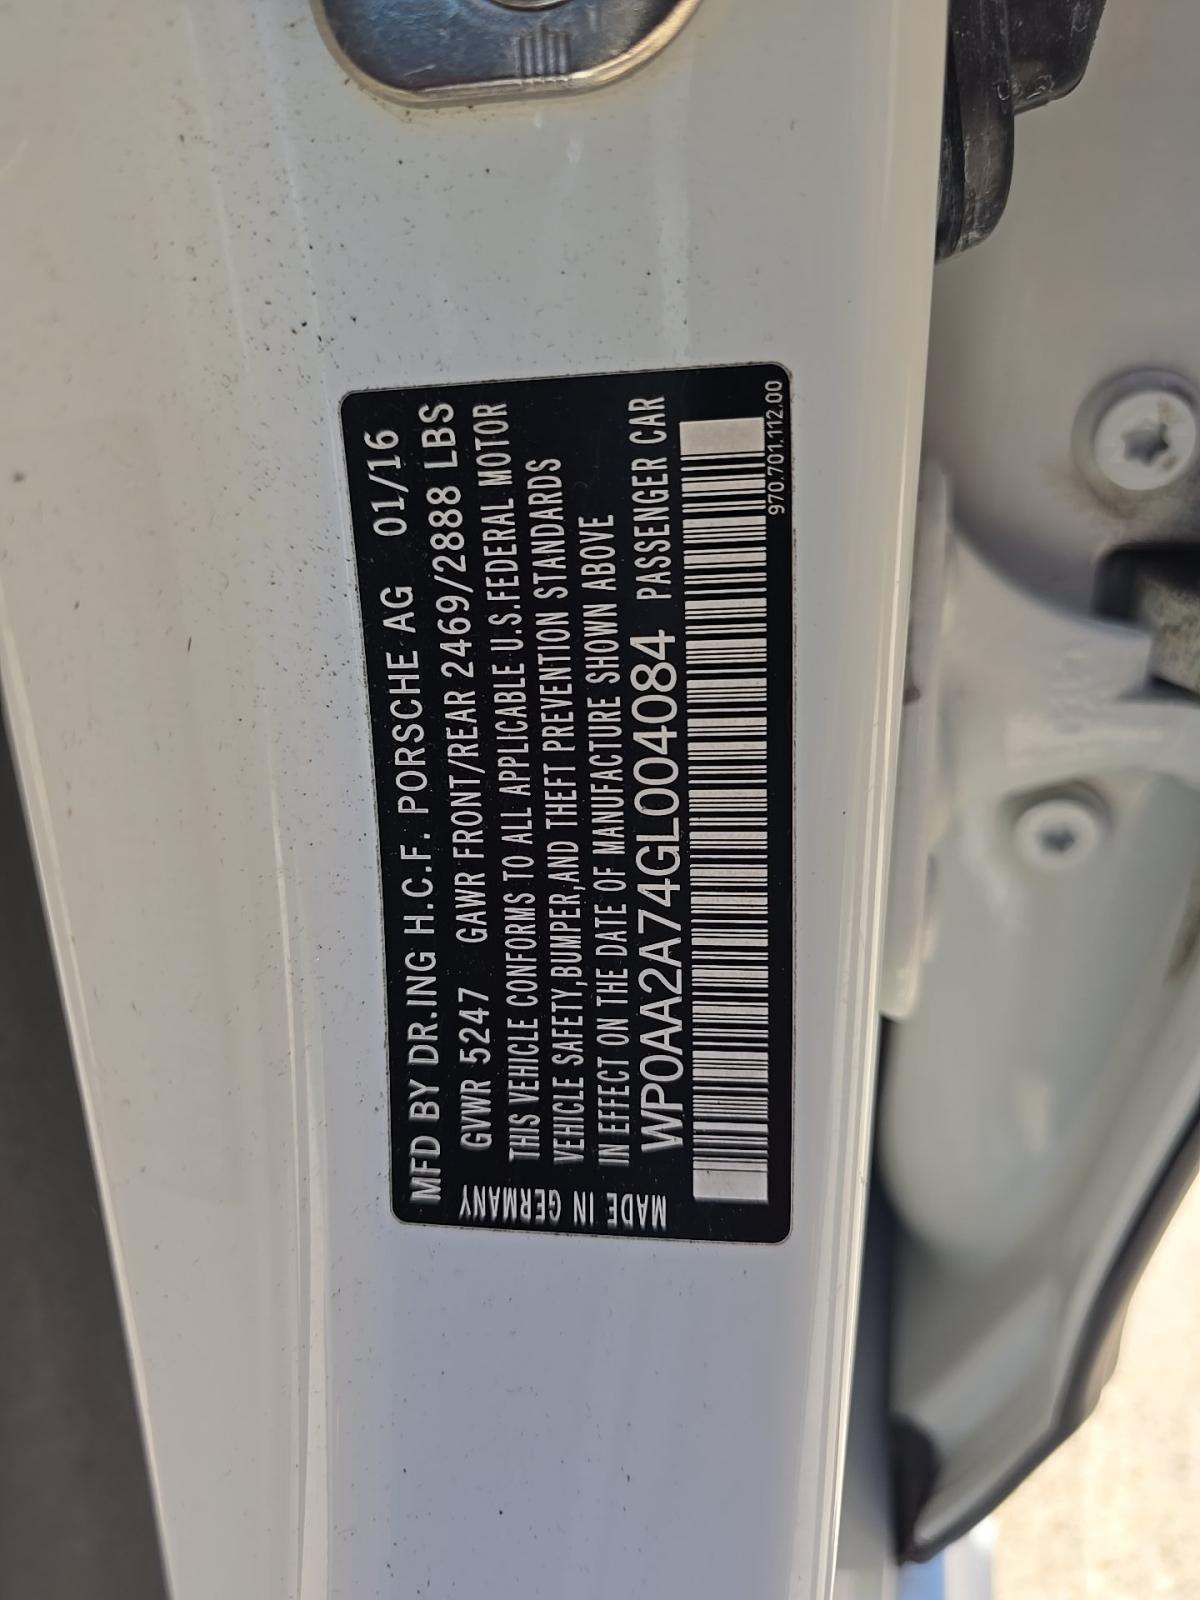 MFD BY DR.ING H.C.F. PORSCHE AG 01/16
GVWR 5247 GAWR FRONT/REAR 2469/2888 LBS
THIS VEHICLE CONFORMS TO ALL APPLICABLE U.S.FEDERAL MOTOR
VEHICLE SAFETY,BUMPER,AND THEFT PREVENTION STANDARDS
IN EFFECT ON THE DATE OF MANUFACTURE SHOWN ABOVE
WP0AA2A74GL004084 PASSENGER CAR
970.701.112.00
MADE IN GERMANY